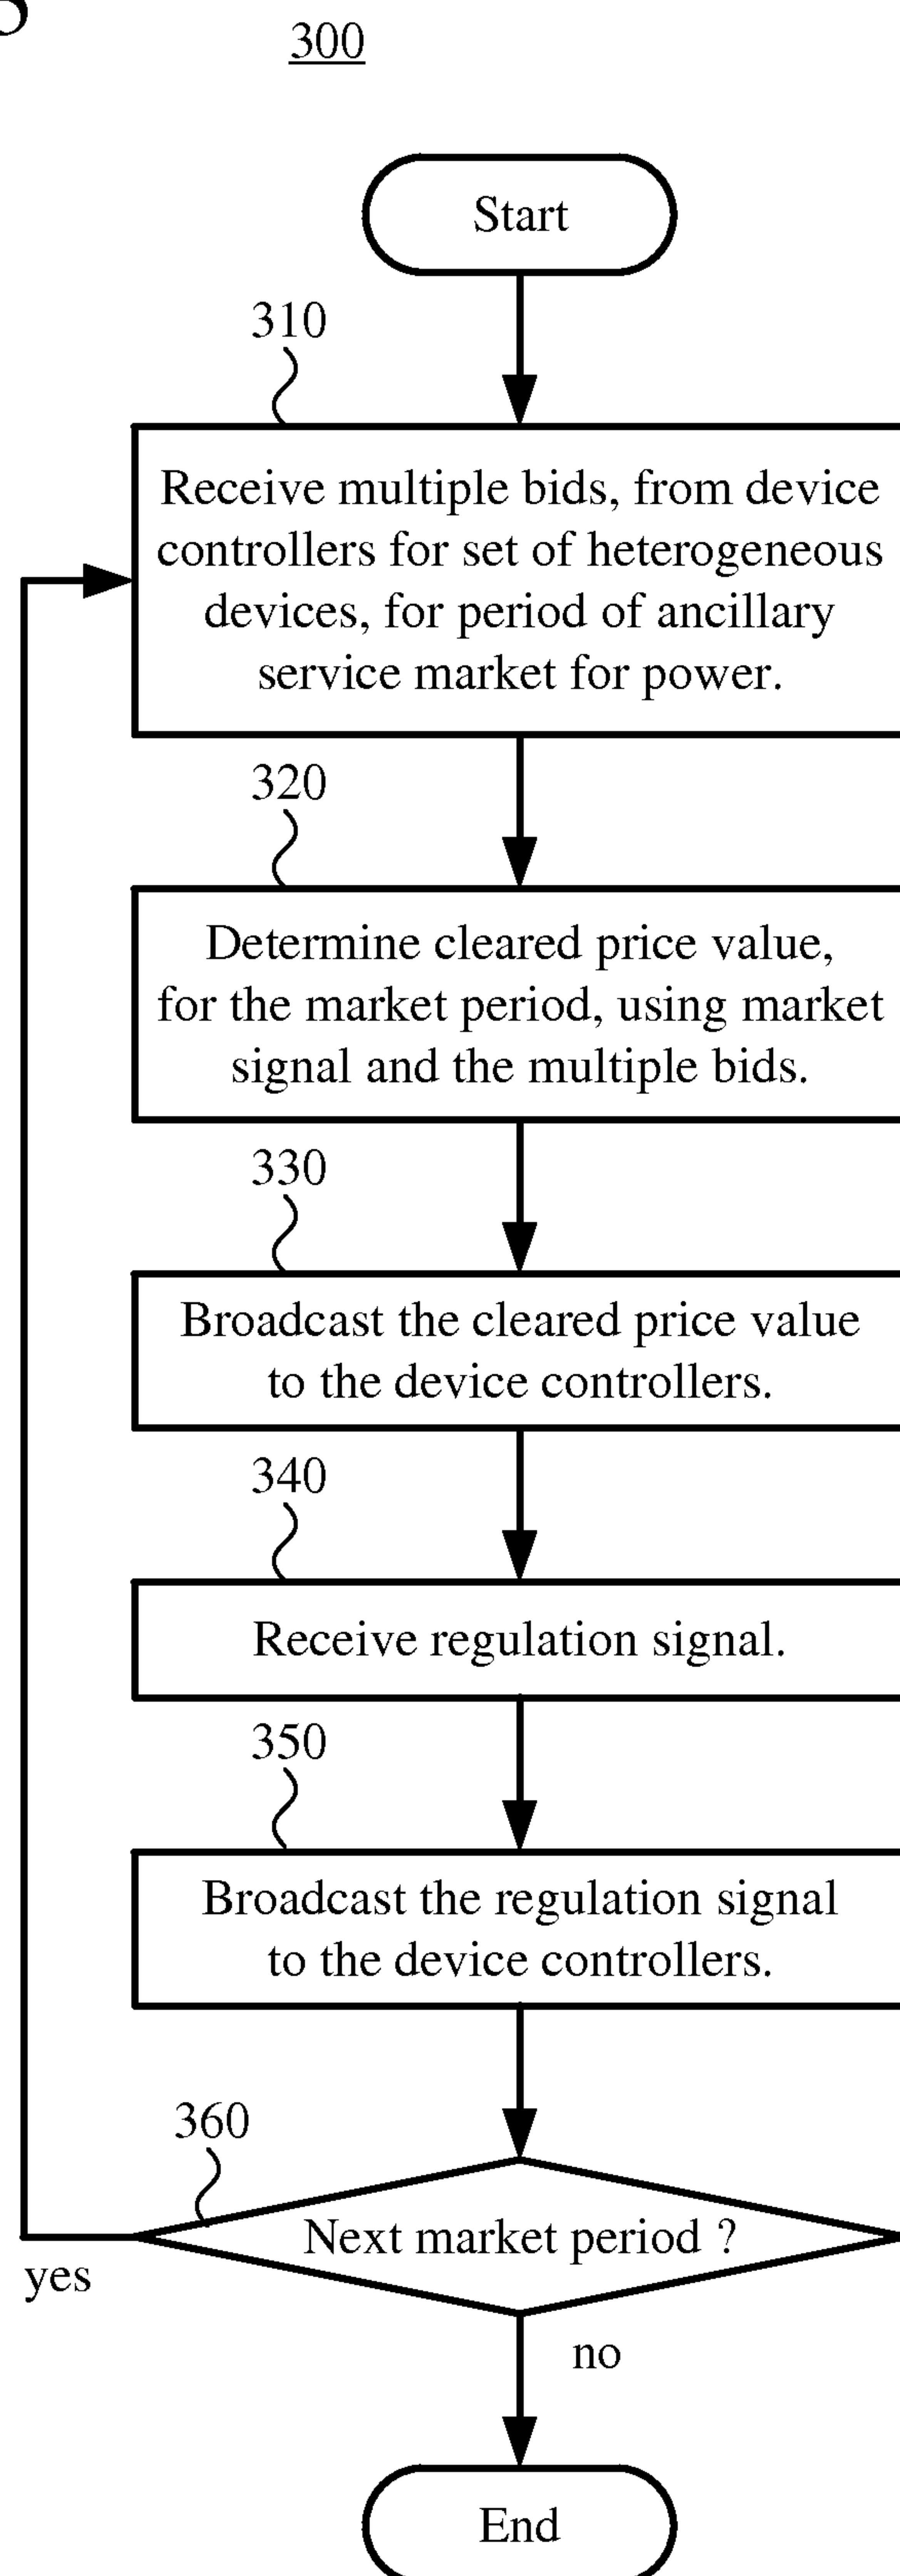 300
Start
310
Receive multiple bids, from device
controllers for set of heterogeneous
devices, for period of ancillary
service market for power.
320
Determine cleared price value,
for the market period, using market
signal and the multiple bids.
330
Broadcast the cleared price value
to the device controllers.
340
Receive regulation signal.
350
Broadcast the regulation signal
to the device controllers.
360
Next market period ?
yes
no
End